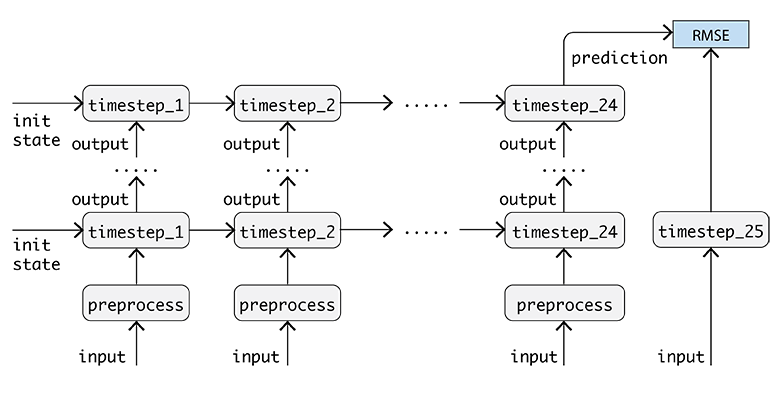 RMSE
prediction
timestep_1 timestep_2 ..... timestep_24
init
state
output output output
..... ..... .....
output output output
timestep_1 timestep_2 ..... timestep_24 timestep_25
init
state
preprocess preprocess preprocess
input input input input